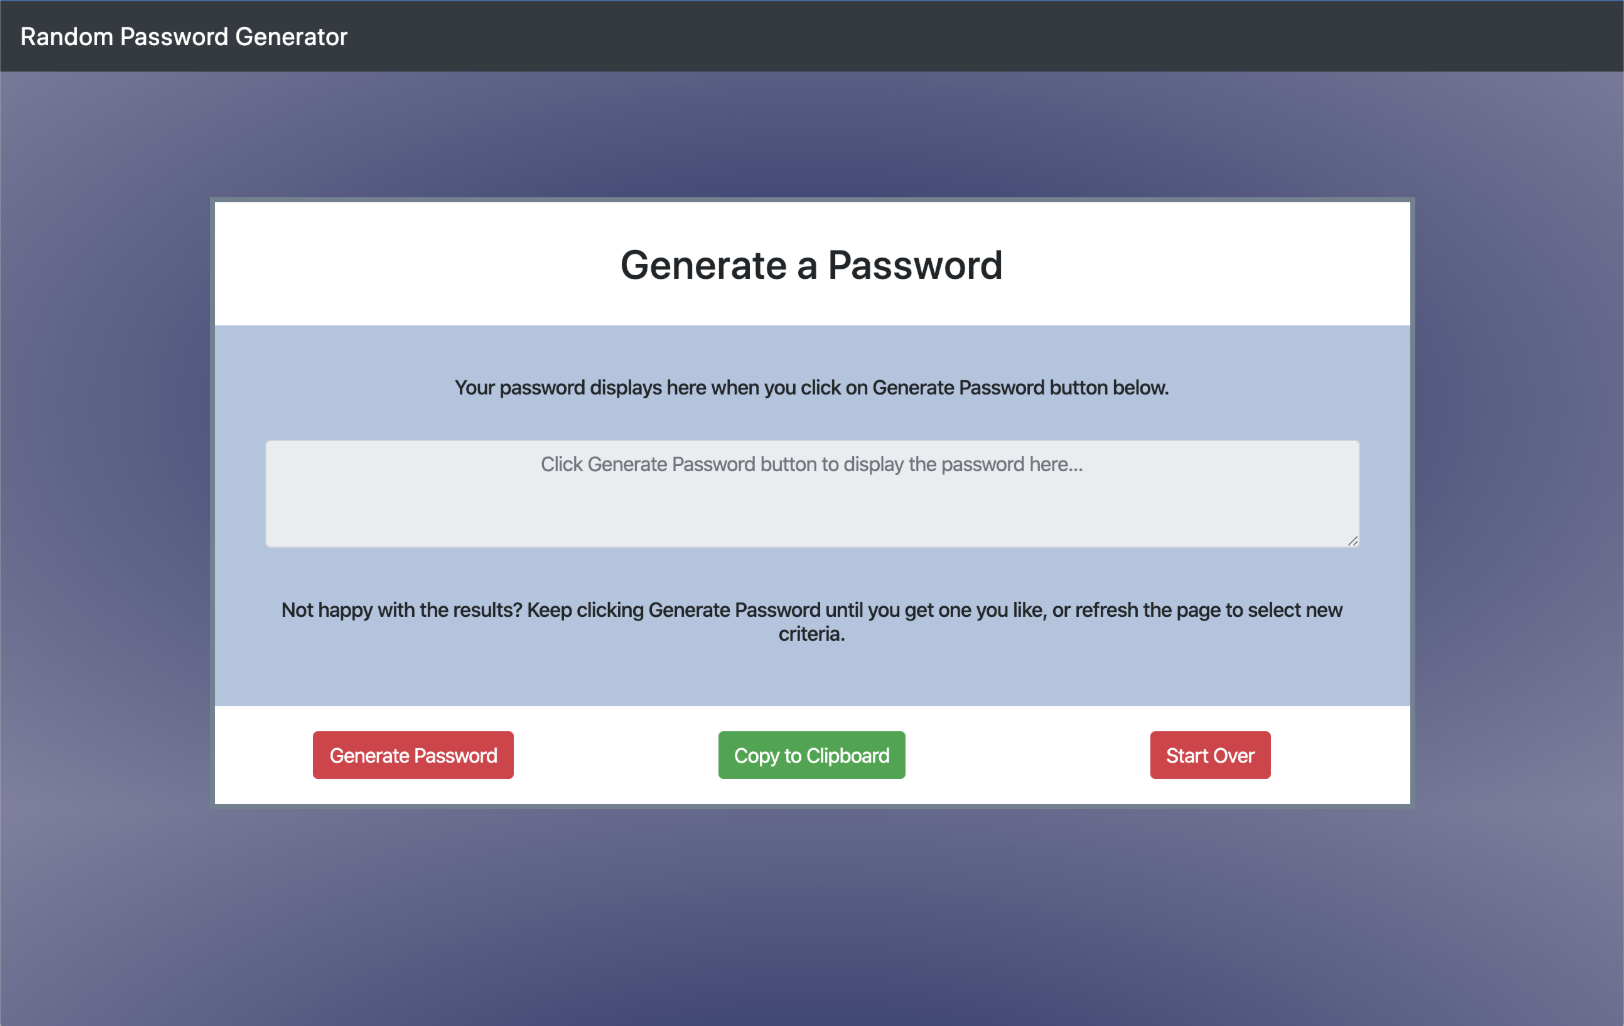 Random Password Generator
Generate a Password
Your password displays here when you click on Generate Password button below.
Click Generate Password button to display the password here...
Not happy with the results? Keep clicking Generate Password until you get one you like, or refresh the page to select new
criteria.
Generate Password
Copy to Clipboard
Start Over